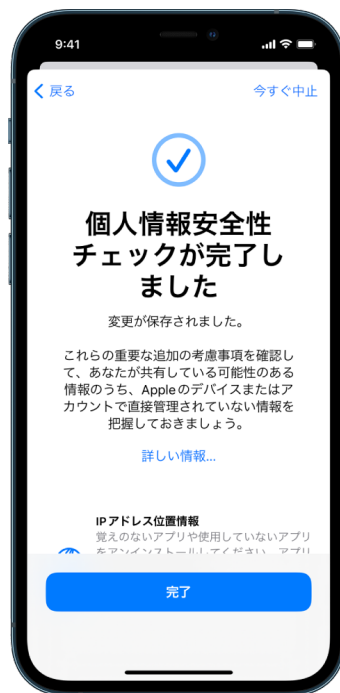 9:41
戻る
今すぐ中止
個人情報安全性
チェックが完了し
ました
変更が保存されました。
これらの重要な追加の考慮事項を確認し
て、あなたが共有している可能性のある
情報のうち、Appleのデバイスまたはア
カウントで直接管理されていない情報を
把握しておきましょう。
詳しい情報...
IPアドレス位置情報
覚えのないアプリや使用していないアプリ
をアンインストールしてください。アプリ
完了